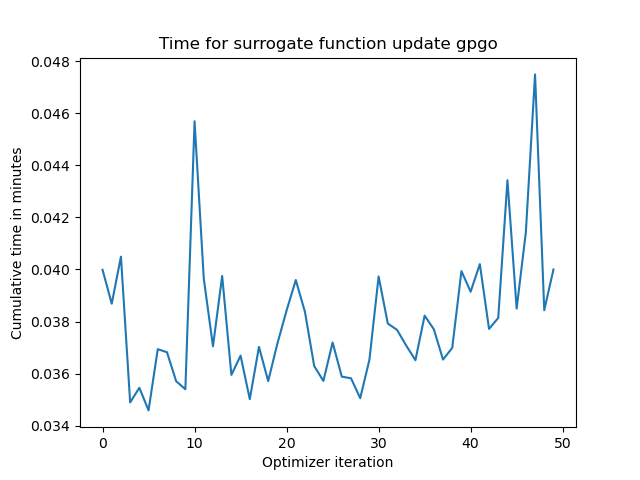 Time for surrogate function update gpgo
Cumulative time in minutes
0.048
0.046
0.044
0.042
0.040
0.038
0.036
0.034
0 10 20 30 40 50
Optimizer iteration